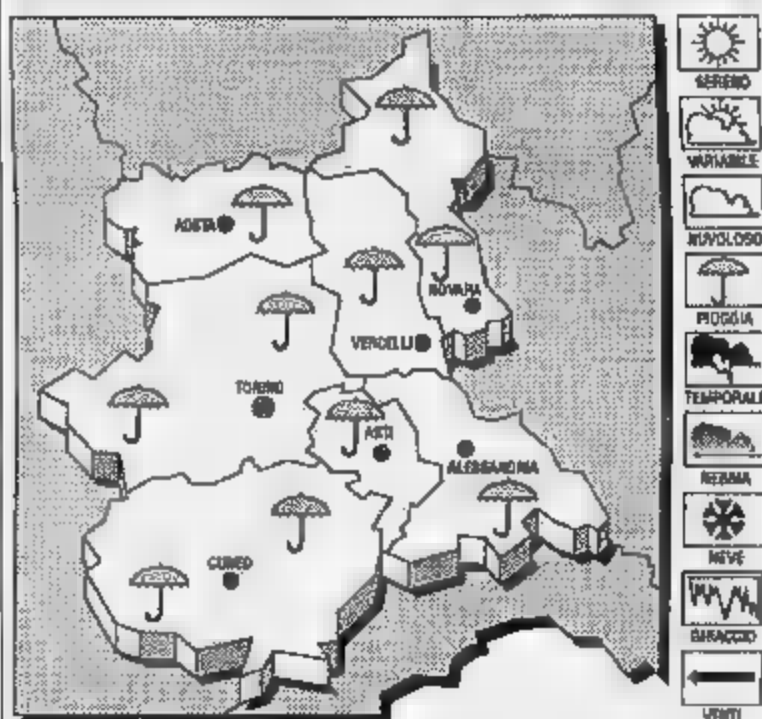 AOSTA
NOVARA
VERCELLI
TORINO
ASTI
ALESSANDRIA
CUNEO
SERENO
VARIABILE
NUVOLOSO
PIOGGIA
TEMPORALE
NEBBIA
NEVE
GHIACCIO
VENTI